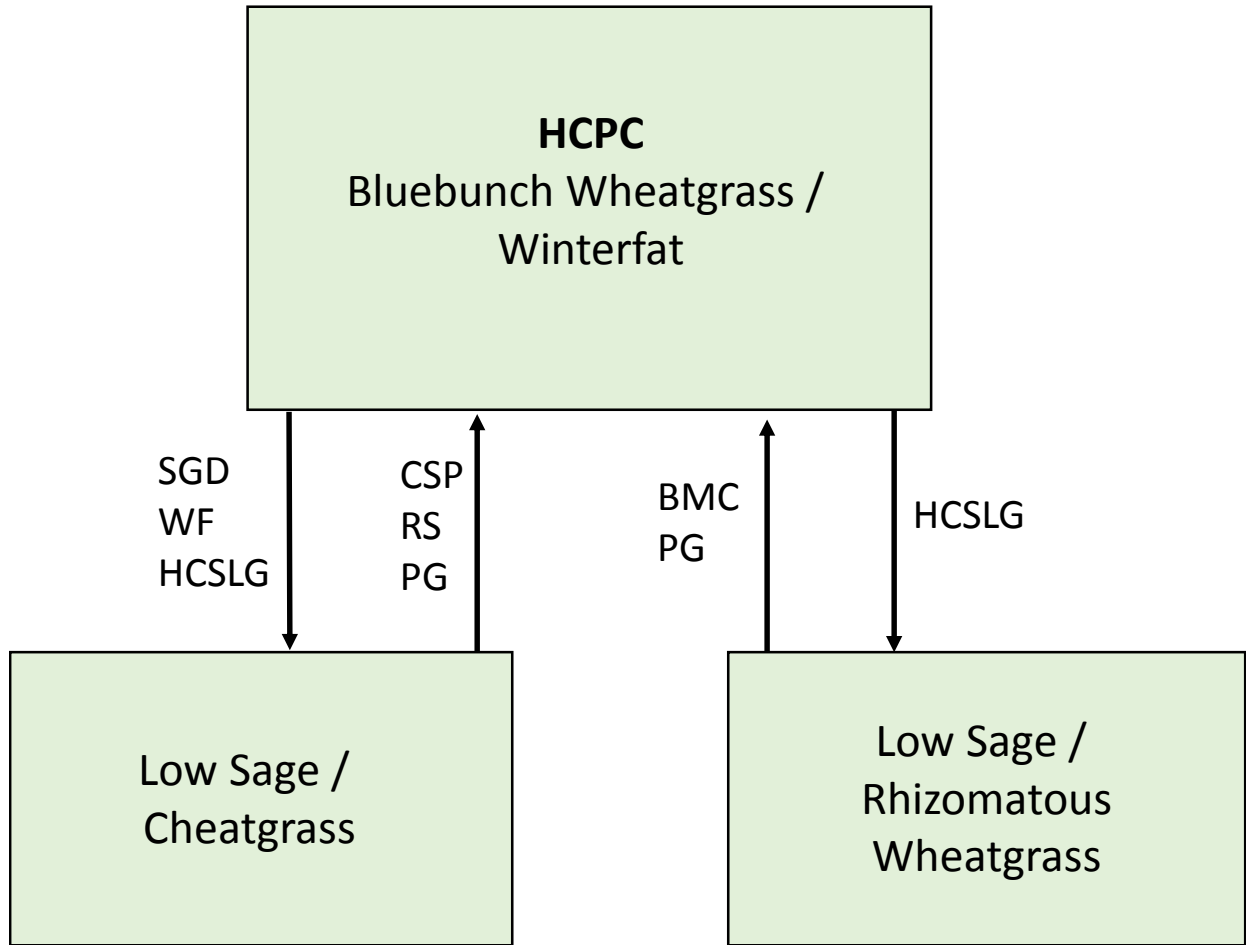 HCPC
Bluebunch Wheatgrass /
Winterfat
SGD
WF
HCSLG
CSP
RS
PG
BMC
PG
HCSLG
Low Sage /
Cheatgrass
Low Sage /
Rhizomatous
Wheatgrass